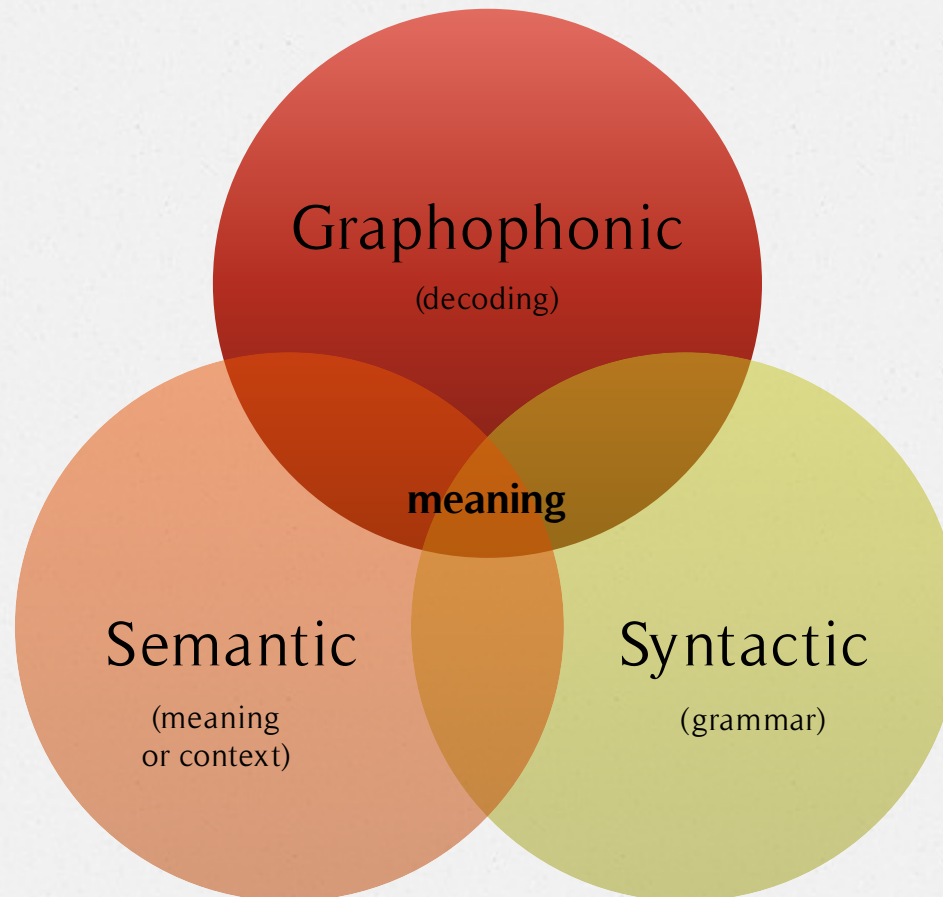 Graphophonic
(decoding)
meaning
Semantic
(meaning
or context)
Syntactic
(grammar)